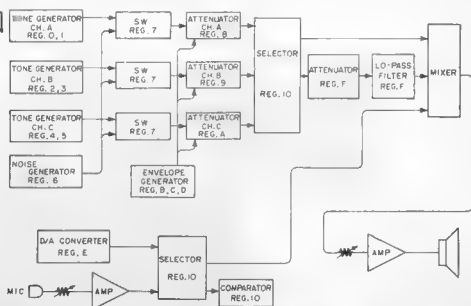 TONE GENERATOR
CH. A
REG. 0, 1
SW
REG. 7
ATTENUATOR
CH. A
REG. 8
SELECTOR
REG. 10
TONE GENERATOR
CH. B
REG. 2, 3
SW
REG. 7
ATTENUATOR
CH. B
REG. 9
ATTENUATOR
REG. F
LO-PASS
FILTER
REG. F
MIXER
TONE GENERATOR
CH. C
REG. 4, 5
SW
REG. 7
ATTENUATOR
CH. C
REG. A
NOISE
GENERATOR
REG. 6
ENVELOPE
GENERATOR
REG, B, C, D
D/A CONVERTER
REG. E
SELECTOR
REG. 10
AMP
MIC
AMP
COMPARATOR
REG. 10